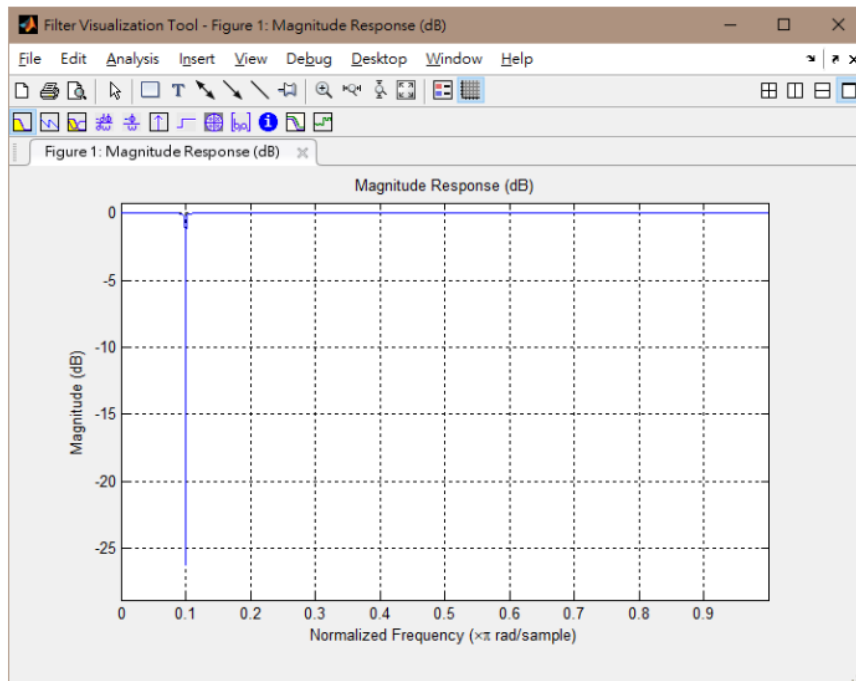 Filter Visualization Tool - Figure 1: Magnitude Response (dB)
File Edit Analysis Insert View Debug Desktop Window Help
Figure 1: Magnitude Response (dB)
Magnitude Response (dB)
0
-5
-10
-15
-20
-25
Magnitude (dB)
0 0.1 0.2 0.3 0.4 0.5 0.6 0.7 0.8 0.9
Normalized Frequency (×π rad/sample)